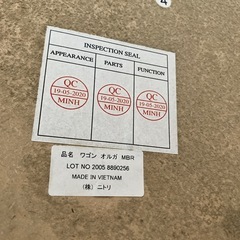 4
INSPECTION SEAL
APPEARANCE PARTS FUNCTION
QC QC QC
19-05-2020 19-05-2020 19-05-2020
MINH MINH MINH
品名 ワゴン オルガ MBR
LOT NO 2005 8890256
MADE IN VIETNAM
(株) ニトリ